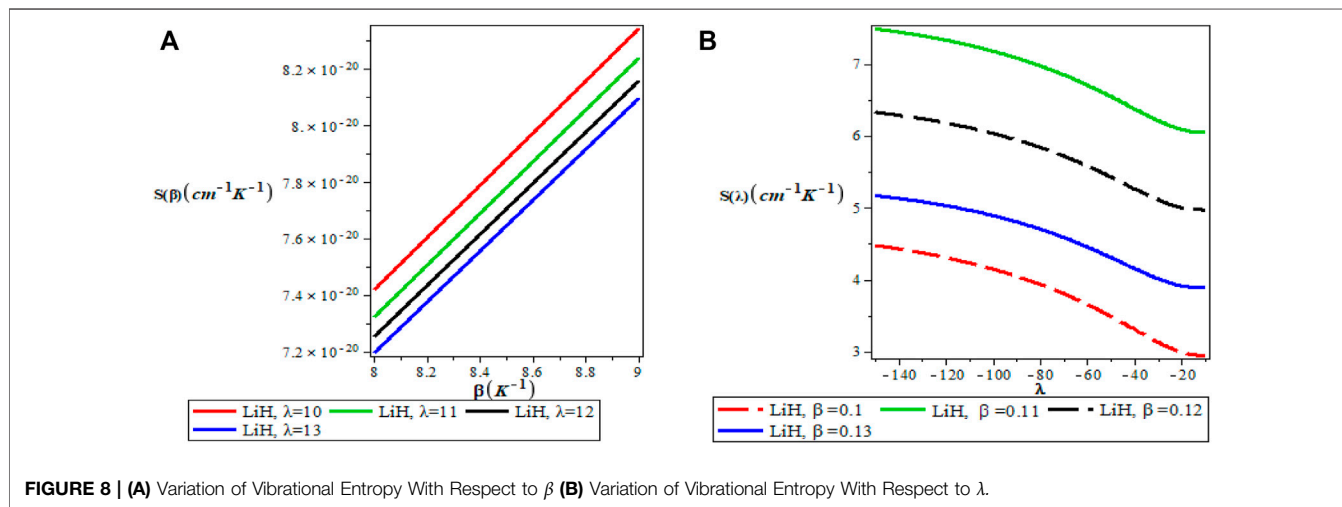 A
8.2 × 10⁻²⁰
8. × 10⁻²⁰
7.8 × 10⁻²⁰
7.6 × 10⁻²⁰
7.4 × 10⁻²⁰
7.2 × 10⁻²⁰
S(β)(cm⁻¹K⁻¹)
8 8.2 8.4 8.6 8.8 9
β(K⁻¹)
LiH, λ=10 LiH, λ=11 LiH, λ=12
LiH, λ=13
B
7
6
5
4
3
S(λ)(cm⁻¹K⁻¹)
-140 -120 -100 -80 -60 -40 -20
λ
LiH, β=0.1 LiH, β=0.11 LiH, β=0.12
LiH, β=0.13
FIGURE 8 | (A) Variation of Vibrational Entropy With Respect to β (B) Variation of Vibrational Entropy With Respect to λ.